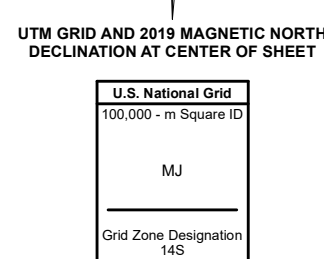 UTM GRID AND 2019 MAGNETIC NORTH
DECLINATION AT CENTER OF SHEET
U.S. National Grid
100,000 - m Square ID
MJ
Grid Zone Designation
14S